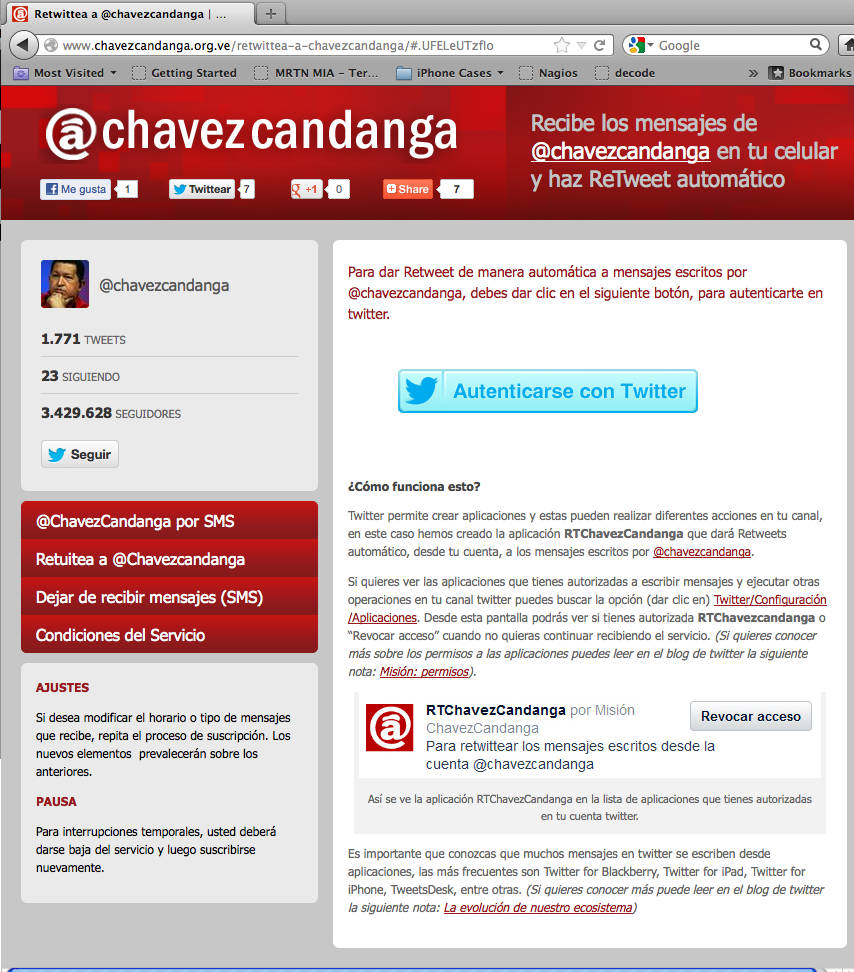 Retwittea a @chavezcandanga | ...
www.chavezcandanga.org.ve/retwittea-a-chavezcandanga/#.UFELeUTzflo
Google
Most Visited
Getting Started
MRTN MIA – Ter...
iPhone Cases
Nagios
decode
»
Bookmarks
@chavezcandanga
Me gusta 1
Twittear 7
+1 0
Share 7
Recibe los mensajes de
@chavezcandanga en tu celular
y haz ReTweet automático
@chavezcandanga
1.771 TWEETS
23 SIGUIENDO
3.429.628 SEGUIDORES
Seguir
@ChavezCandanga por SMS
Retuitea a @Chavezcandanga
Dejar de recibir mensajes (SMS)
Condiciones del Servicio
AJUSTES
Si desea modificar el horario o tipo de mensajes
que recibe, repita el proceso de suscripción. Los
nuevos elementos prevalecerán sobre los
anteriores.
PAUSA
Para interrupciones temporales, usted deberá
darse baja del servicio y luego suscribirse
nuevamente.
Para dar Retweet de manera automática a mensajes escritos por
@chavezcandanga, debes dar clic en el siguiente botón, para autenticarte en
twitter.
Autenticarse con Twitter
¿Cómo funciona esto?
Twitter permite crear aplicaciones y estas pueden realizar diferentes acciones en tu canal,
en este caso hemos creado la aplicación RTChavezCandanga que dará Retweets
automático, desde tu cuenta, a los mensajes escritos por @chavezcandanga.
Si quieres ver las aplicaciones que tienes autorizadas a escribir mensajes y ejecutar otras
operaciones en tu canal twitter puedes buscar la opción (dar clic en) Twitter/Configuración
/Aplicaciones. Desde esta pantalla podrás ver si tienes autorizada RTChavezcandanga o
“Revocar acceso” cuando no quieras continuar recibiendo el servicio. (Si quieres conocer
más sobre los permisos a las aplicaciones puedes leer en el blog de twitter la siguiente
nota: Misión: permisos).
RTChavezCandanga por Misión
ChavezCandanga
Para retwittear los mensajes escritos desde la
cuenta @chavezcandanga
Revocar acceso
Así se ve la aplicación RTChavezCandanga en la lista de aplicaciones que tienes autorizadas
en tu cuenta twitter.
Es importante que conozcas que muchos mensajes en twitter se escriben desde
aplicaciones, las más frecuentes son Twitter for Blackberry, Twitter for iPad, Twitter for
iPhone, TweetsDesk, entre otras. (Si quieres conocer más puede leer en el blog de twitter
la siguiente nota: La evolución de nuestro ecosistema)